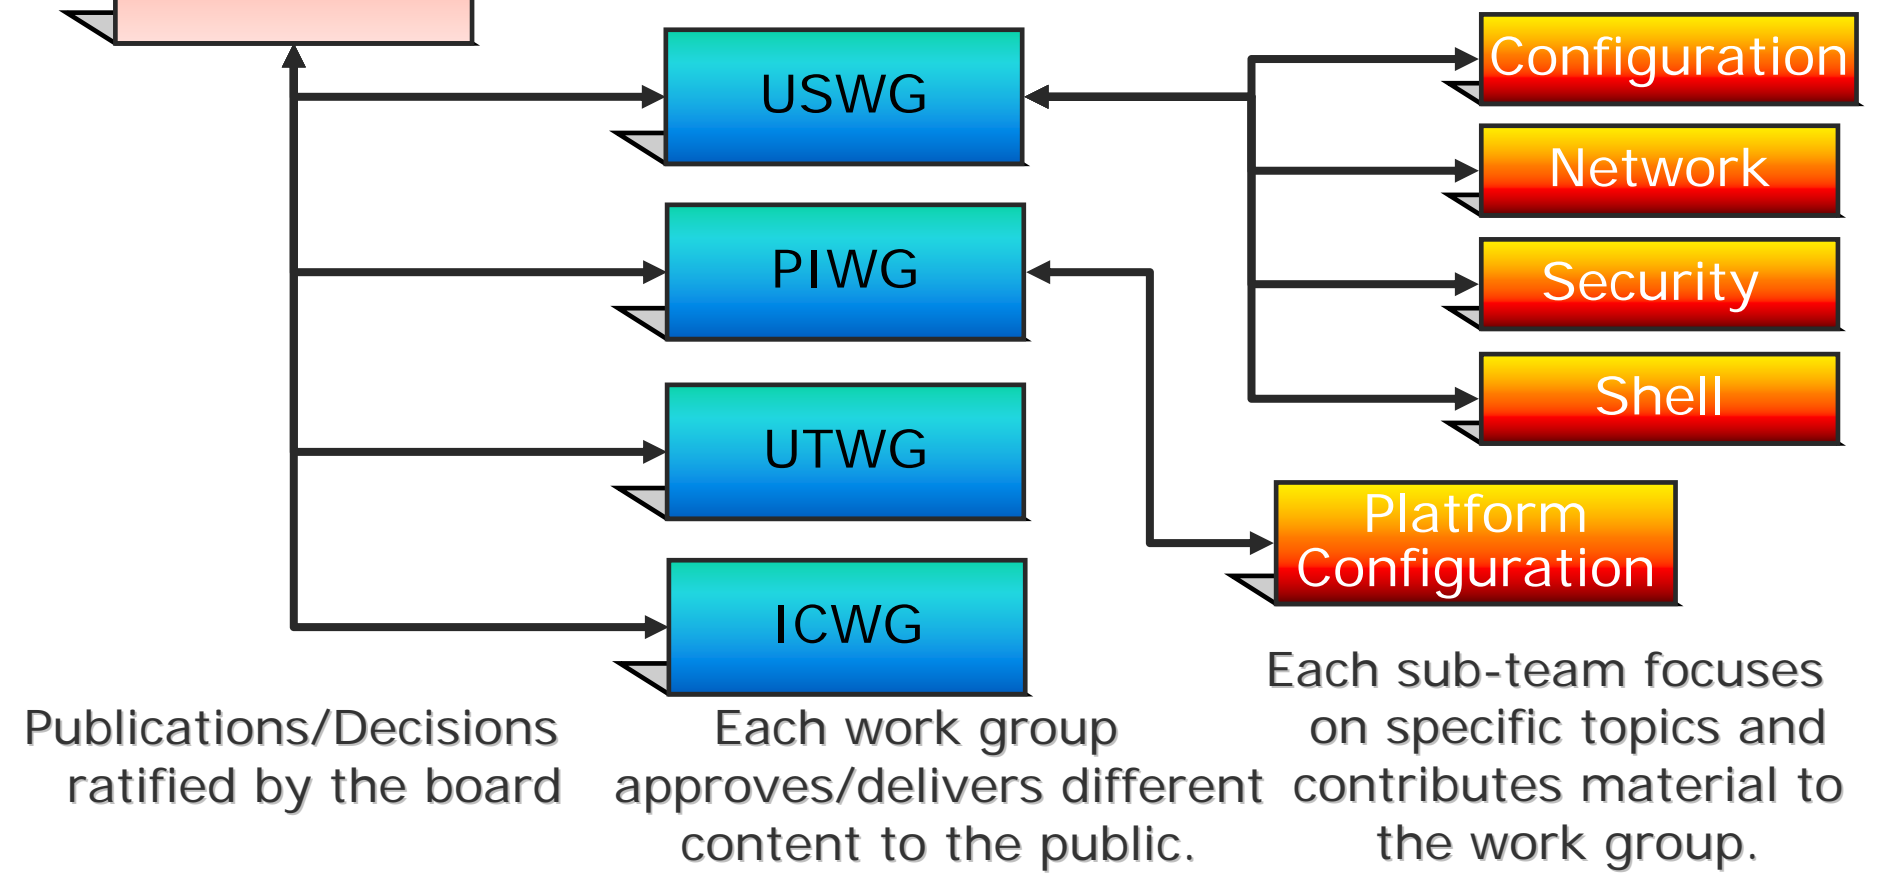 USWG
PIWG
UTWG
ICWG
Configuration
Network
Security
Shell
Platform
Configuration
Publications/Decisions
ratified by the board
Each work group
approves/delivers different
content to the public.
Each sub-team focuses
on specific topics and
contributes material to
the work group.